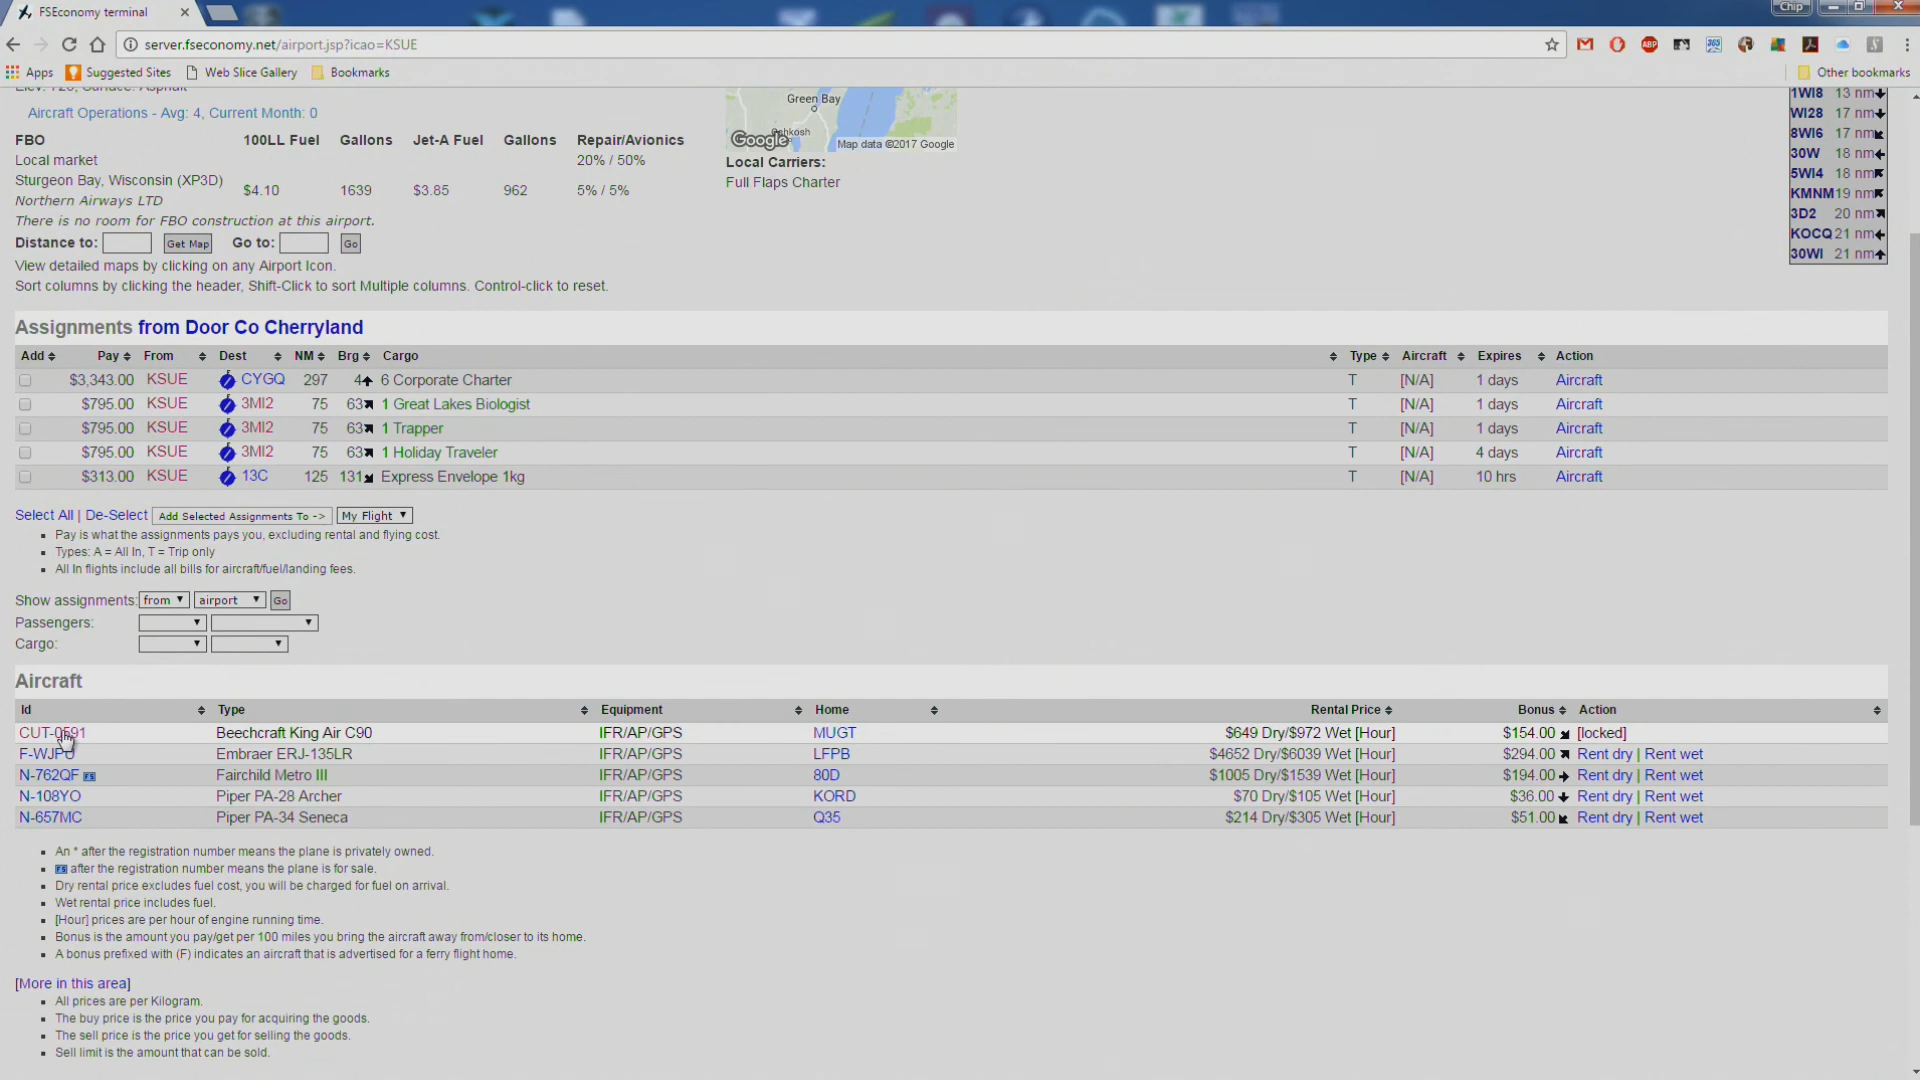 FSEconomy terminal
Chip
server.fseconomy.net/airport.jsp?icao=KSUE
Apps Suggested Sites Web Slice Gallery Bookmarks Other bookmarks
Aircraft Operations - Avg: 4, Current Month: 0
FBO 100LL Fuel Gallons Jet-A Fuel Gallons Repair/Avionics
Local market 20% / 50%
Sturgeon Bay, Wisconsin (XP3D)
Northern Airways LTD $4.10 1639 $3.85 962 5% / 5%
There is no room for FBO construction at this airport.
Distance to: Get Map Go to: Go
View detailed maps by clicking on any Airport Icon.
Sort columns by clicking the header, Shift-Click to sort Multiple columns. Control-click to reset.
Green Bay
Oshkosh
Google Map data ©2017 Google
Local Carriers:
Full Flaps Charter
1WI8 13 nm
WI28 17 nm
8WI6 17 nm
30W 18 nm
5WI4 18 nm
KMNM 19 nm
3D2 20 nm
KOCQ 21 nm
30WI 21 nm
Assignments from Door Co Cherryland
Add Pay From Dest NM Brg Cargo Type Aircraft Expires Action
$3,343.00 KSUE CYGQ 297 4 6 Corporate Charter T [N/A] 1 days Aircraft
$795.00 KSUE 3MI2 75 63 1 Great Lakes Biologist T [N/A] 1 days Aircraft
$795.00 KSUE 3MI2 75 63 1 Trapper T [N/A] 1 days Aircraft
$795.00 KSUE 3MI2 75 63 1 Holiday Traveler T [N/A] 4 days Aircraft
$313.00 KSUE 13C 125 131 Express Envelope 1kg T [N/A] 10 hrs Aircraft
Select All | De-Select Add Selected Assignments To -> My Flight
Pay is what the assignments pays you, excluding rental and flying cost.
Types: A = All In, T = Trip only
All In flights include all bills for aircraft/fuel/landing fees.
Show assignments: from airport Go
Passengers:
Cargo:
Aircraft
Id Type Equipment Home Rental Price Bonus Action
CUT-0591 Beechcraft King Air C90 IFR/AP/GPS MUGT $649 Dry/$972 Wet [Hour] $154.00 [locked]
F-WJPU Embraer ERJ-135LR IFR/AP/GPS LFPB $4652 Dry/$6039 Wet [Hour] $294.00 Rent dry | Rent wet
N-762QF FS Fairchild Metro III IFR/AP/GPS 80D $1005 Dry/$1539 Wet [Hour] $194.00 Rent dry | Rent wet
N-108YO Piper PA-28 Archer IFR/AP/GPS KORD $70 Dry/$105 Wet [Hour] $36.00 Rent dry | Rent wet
N-657MC Piper PA-34 Seneca IFR/AP/GPS Q35 $214 Dry/$305 Wet [Hour] $51.00 Rent dry | Rent wet
An * after the registration number means the plane is privately owned.
FS after the registration number means the plane is for sale.
Dry rental price excludes fuel cost, you will be charged for fuel on arrival.
Wet rental price includes fuel.
[Hour] prices are per hour of engine running time.
Bonus is the amount you pay/get per 100 miles you bring the aircraft away from/closer to its home.
A bonus prefixed with (F) indicates an aircraft that is advertised for a ferry flight home.
[More in this area]
All prices are per Kilogram.
The buy price is the price you pay for acquiring the goods.
The sell price is the price you get for selling the goods.
Sell limit is the amount that can be sold.